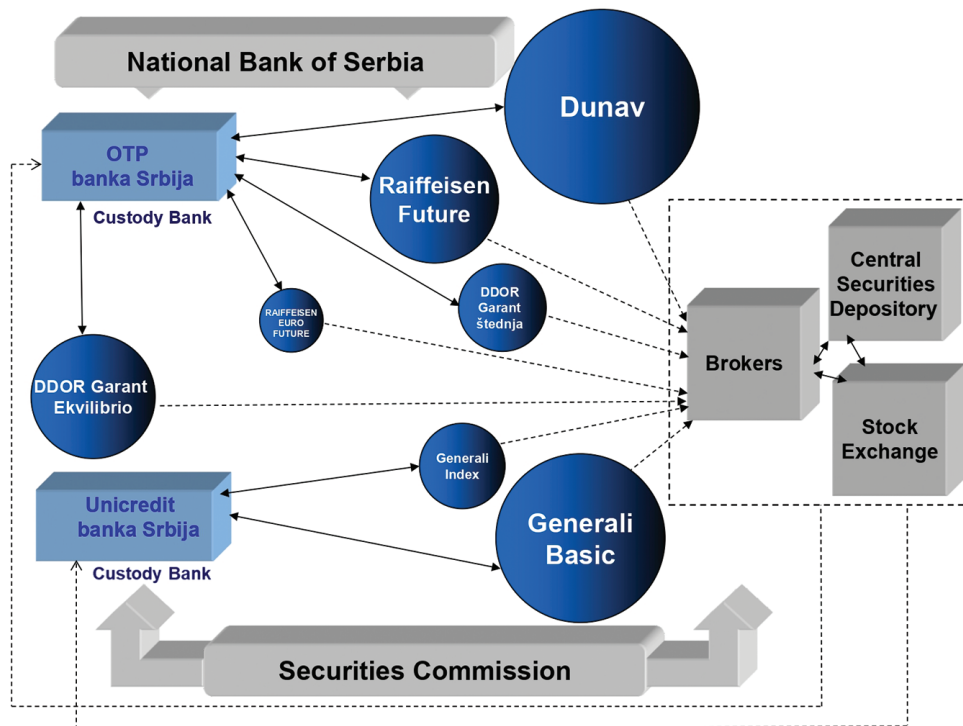 National Bank of Serbia
Dunav
OTP
banka Srbija
Custody Bank
Raiffeisen
Future
Central
Securities
Depository
RAIFFEISEN
EURO
FUTURE
DDOR
Garant
štednja
Brokers
DDOR Garant
Ekvilibrio
Stock
Exchange
Generali
Index
Unicredit
banka Srbija
Custody Bank
Generali
Basic
Securities Commission